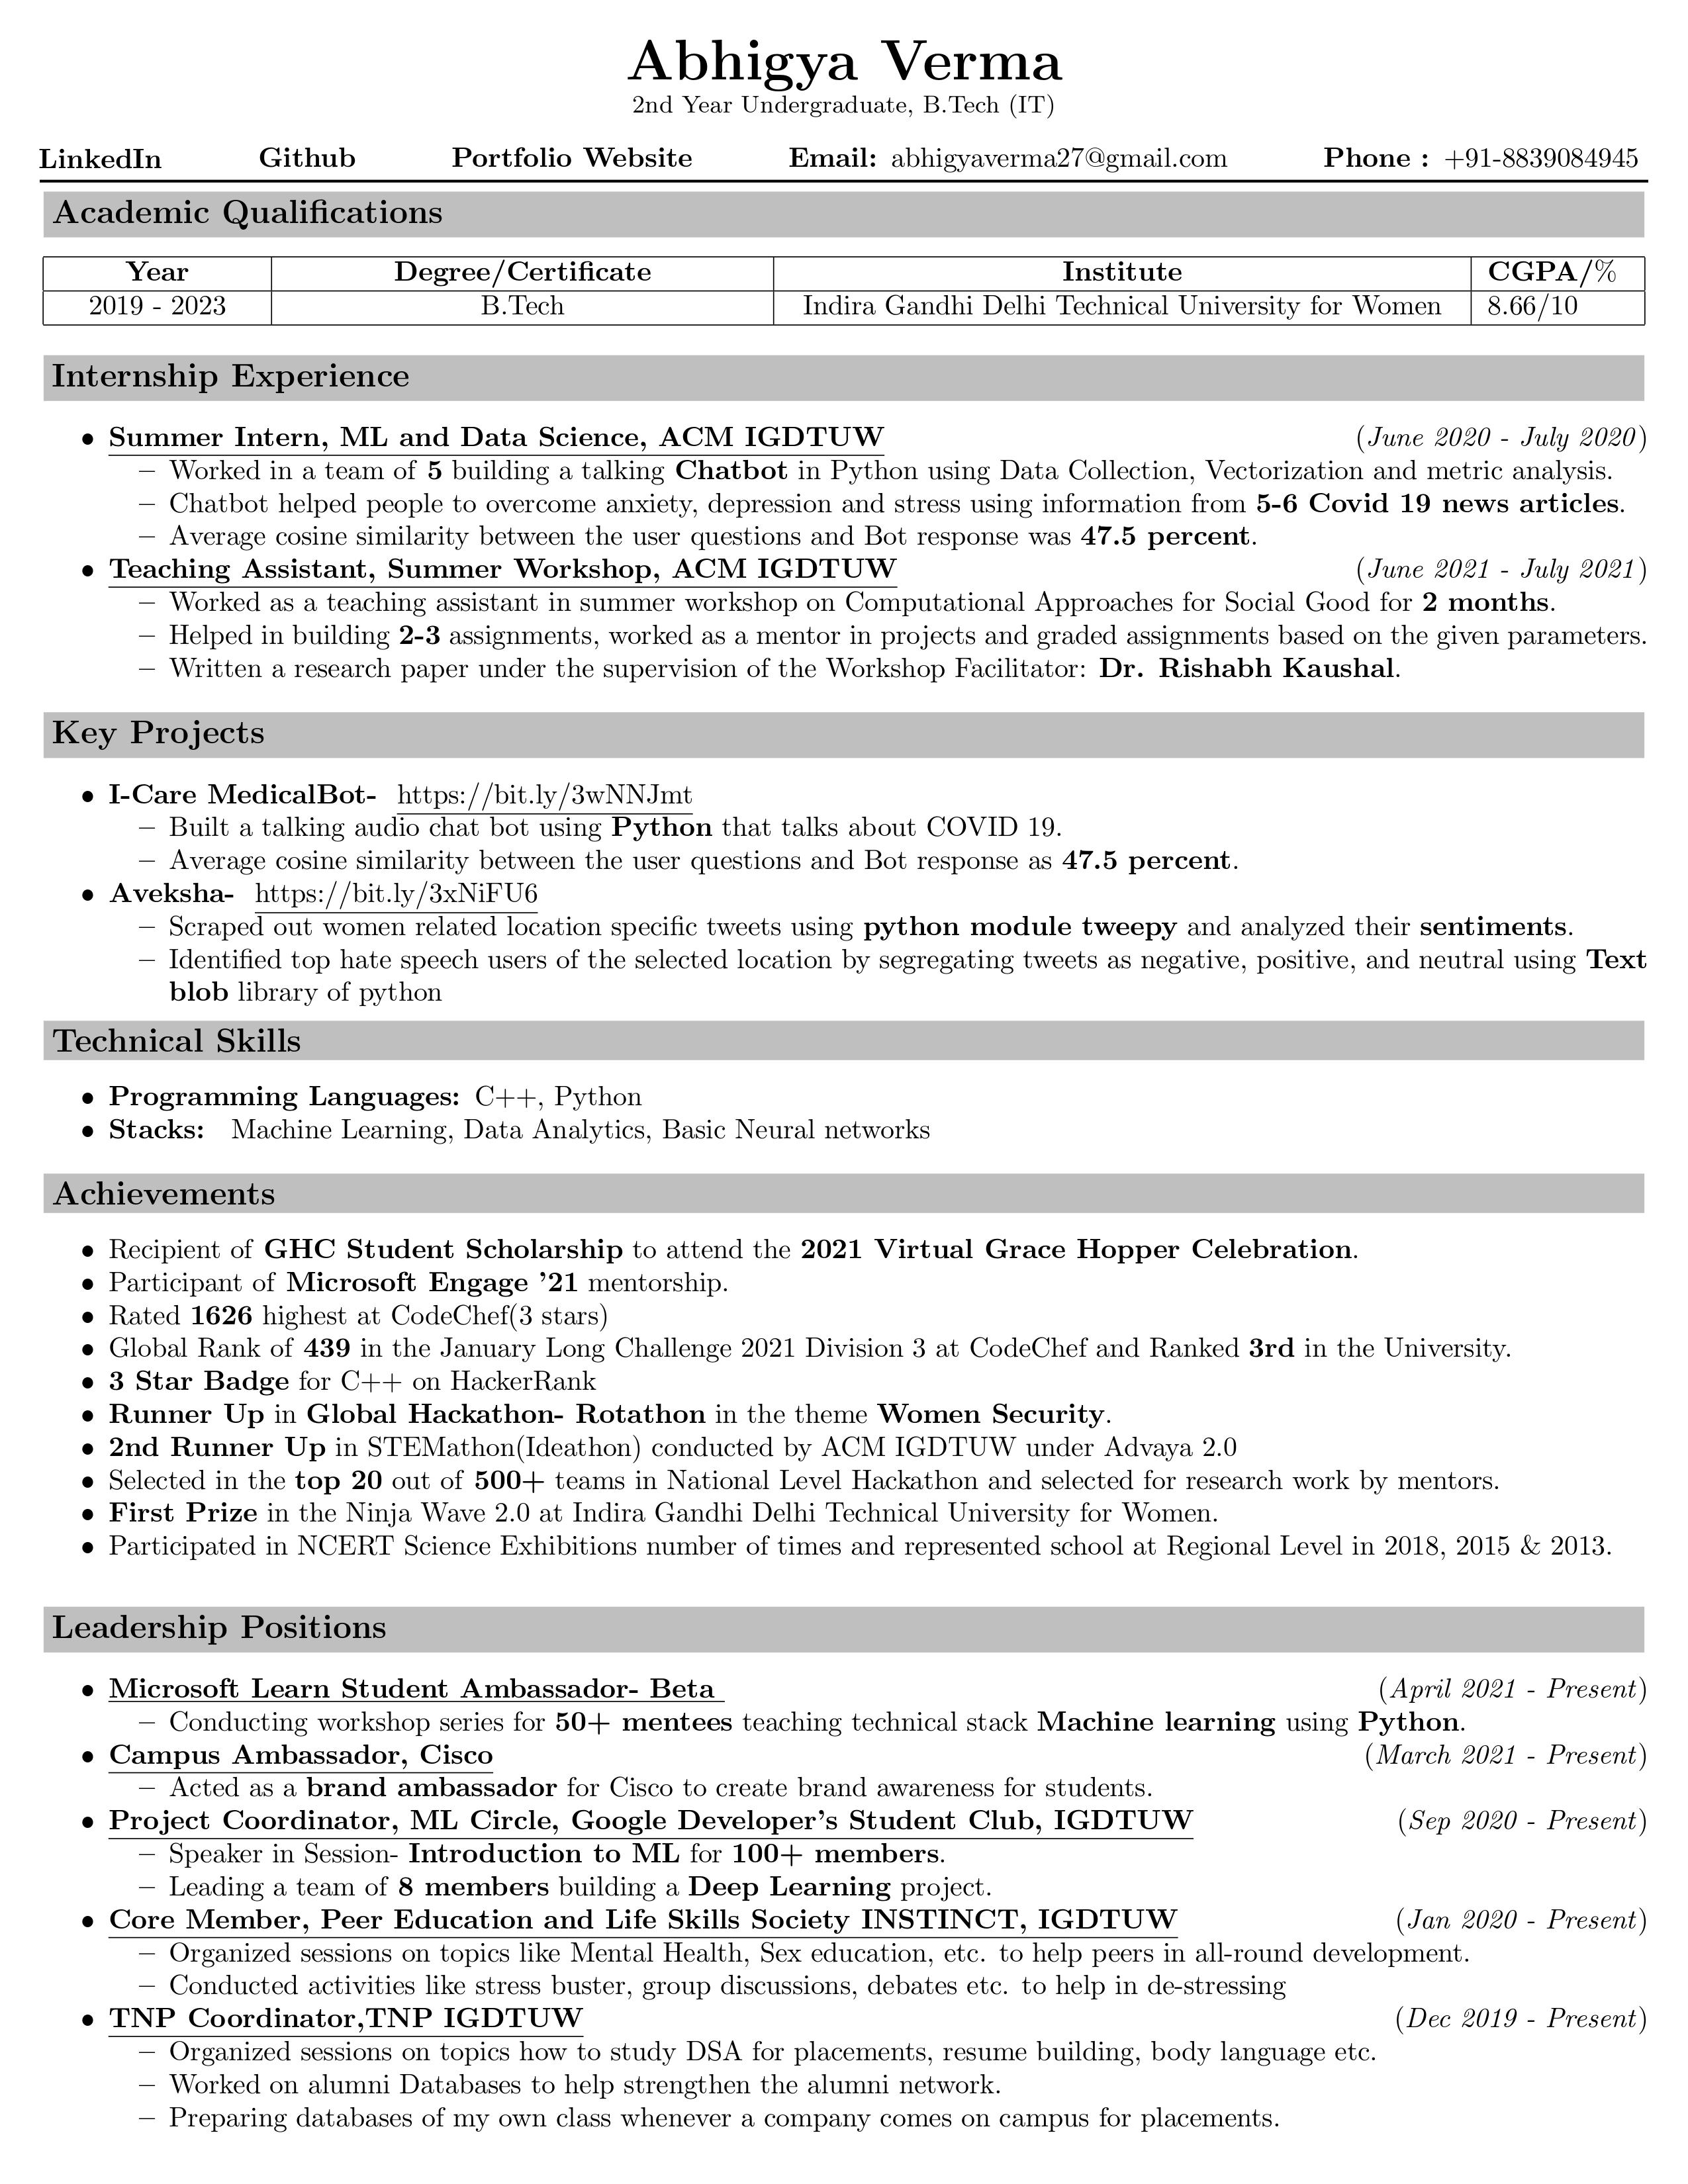 Abhigya Verma
2nd Year Undergraduate, B.Tech (IT)
LinkedIn Github Portfolio Website Email: abhigyaverma27@gmail.com Phone : +91-8839084945
Academic Qualifications
Year Degree/Certificate Institute CGPA/%
2019 - 2023 B.Tech Indira Gandhi Delhi Technical University for Women 8.66/10
Internship Experience
• Summer Intern, ML and Data Science, ACM IGDTUW (June 2020 - July 2020)
– Worked in a team of 5 building a talking Chatbot in Python using Data Collection, Vectorization and metric analysis.
– Chatbot helped people to overcome anxiety, depression and stress using information from 5-6 Covid 19 news articles.
– Average cosine similarity between the user questions and Bot response was 47.5 percent.
• Teaching Assistant, Summer Workshop, ACM IGDTUW (June 2021 - July 2021)
– Worked as a teaching assistant in summer workshop on Computational Approaches for Social Good for 2 months.
– Helped in building 2-3 assignments, worked as a mentor in projects and graded assignments based on the given parameters.
– Written a research paper under the supervision of the Workshop Facilitator: Dr. Rishabh Kaushal.
Key Projects
• I-Care MedicalBot- https://bit.ly/3wNNJmt
– Built a talking audio chat bot using Python that talks about COVID 19.
– Average cosine similarity between the user questions and Bot response as 47.5 percent.
• Aveksha- https://bit.ly/3xNiFU6
– Scraped out women related location specific tweets using python module tweepy and analyzed their sentiments.
– Identified top hate speech users of the selected location by segregating tweets as negative, positive, and neutral using Text
blob library of python
Technical Skills
• Programming Languages: C++, Python
• Stacks: Machine Learning, Data Analytics, Basic Neural networks
Achievements
• Recipient of GHC Student Scholarship to attend the 2021 Virtual Grace Hopper Celebration.
• Participant of Microsoft Engage ’21 mentorship.
• Rated 1626 highest at CodeChef(3 stars)
• Global Rank of 439 in the January Long Challenge 2021 Division 3 at CodeChef and Ranked 3rd in the University.
• 3 Star Badge for C++ on HackerRank
• Runner Up in Global Hackathon- Rotathon in the theme Women Security.
• 2nd Runner Up in STEMathon(Ideathon) conducted by ACM IGDTUW under Advaya 2.0
• Selected in the top 20 out of 500+ teams in National Level Hackathon and selected for research work by mentors.
• First Prize in the Ninja Wave 2.0 at Indira Gandhi Delhi Technical University for Women.
• Participated in NCERT Science Exhibitions number of times and represented school at Regional Level in 2018, 2015 & 2013.
Leadership Positions
• Microsoft Learn Student Ambassador- Beta (April 2021 - Present)
– Conducting workshop series for 50+ mentees teaching technical stack Machine learning using Python.
• Campus Ambassador, Cisco (March 2021 - Present)
– Acted as a brand ambassador for Cisco to create brand awareness for students.
• Project Coordinator, ML Circle, Google Developer’s Student Club, IGDTUW (Sep 2020 - Present)
– Speaker in Session- Introduction to ML for 100+ members.
– Leading a team of 8 members building a Deep Learning project.
• Core Member, Peer Education and Life Skills Society INSTINCT, IGDTUW (Jan 2020 - Present)
– Organized sessions on topics like Mental Health, Sex education, etc. to help peers in all-round development.
– Conducted activities like stress buster, group discussions, debates etc. to help in de-stressing
• TNP Coordinator,TNP IGDTUW (Dec 2019 - Present)
– Organized sessions on topics how to study DSA for placements, resume building, body language etc.
– Worked on alumni Databases to help strengthen the alumni network.
– Preparing databases of my own class whenever a company comes on campus for placements.